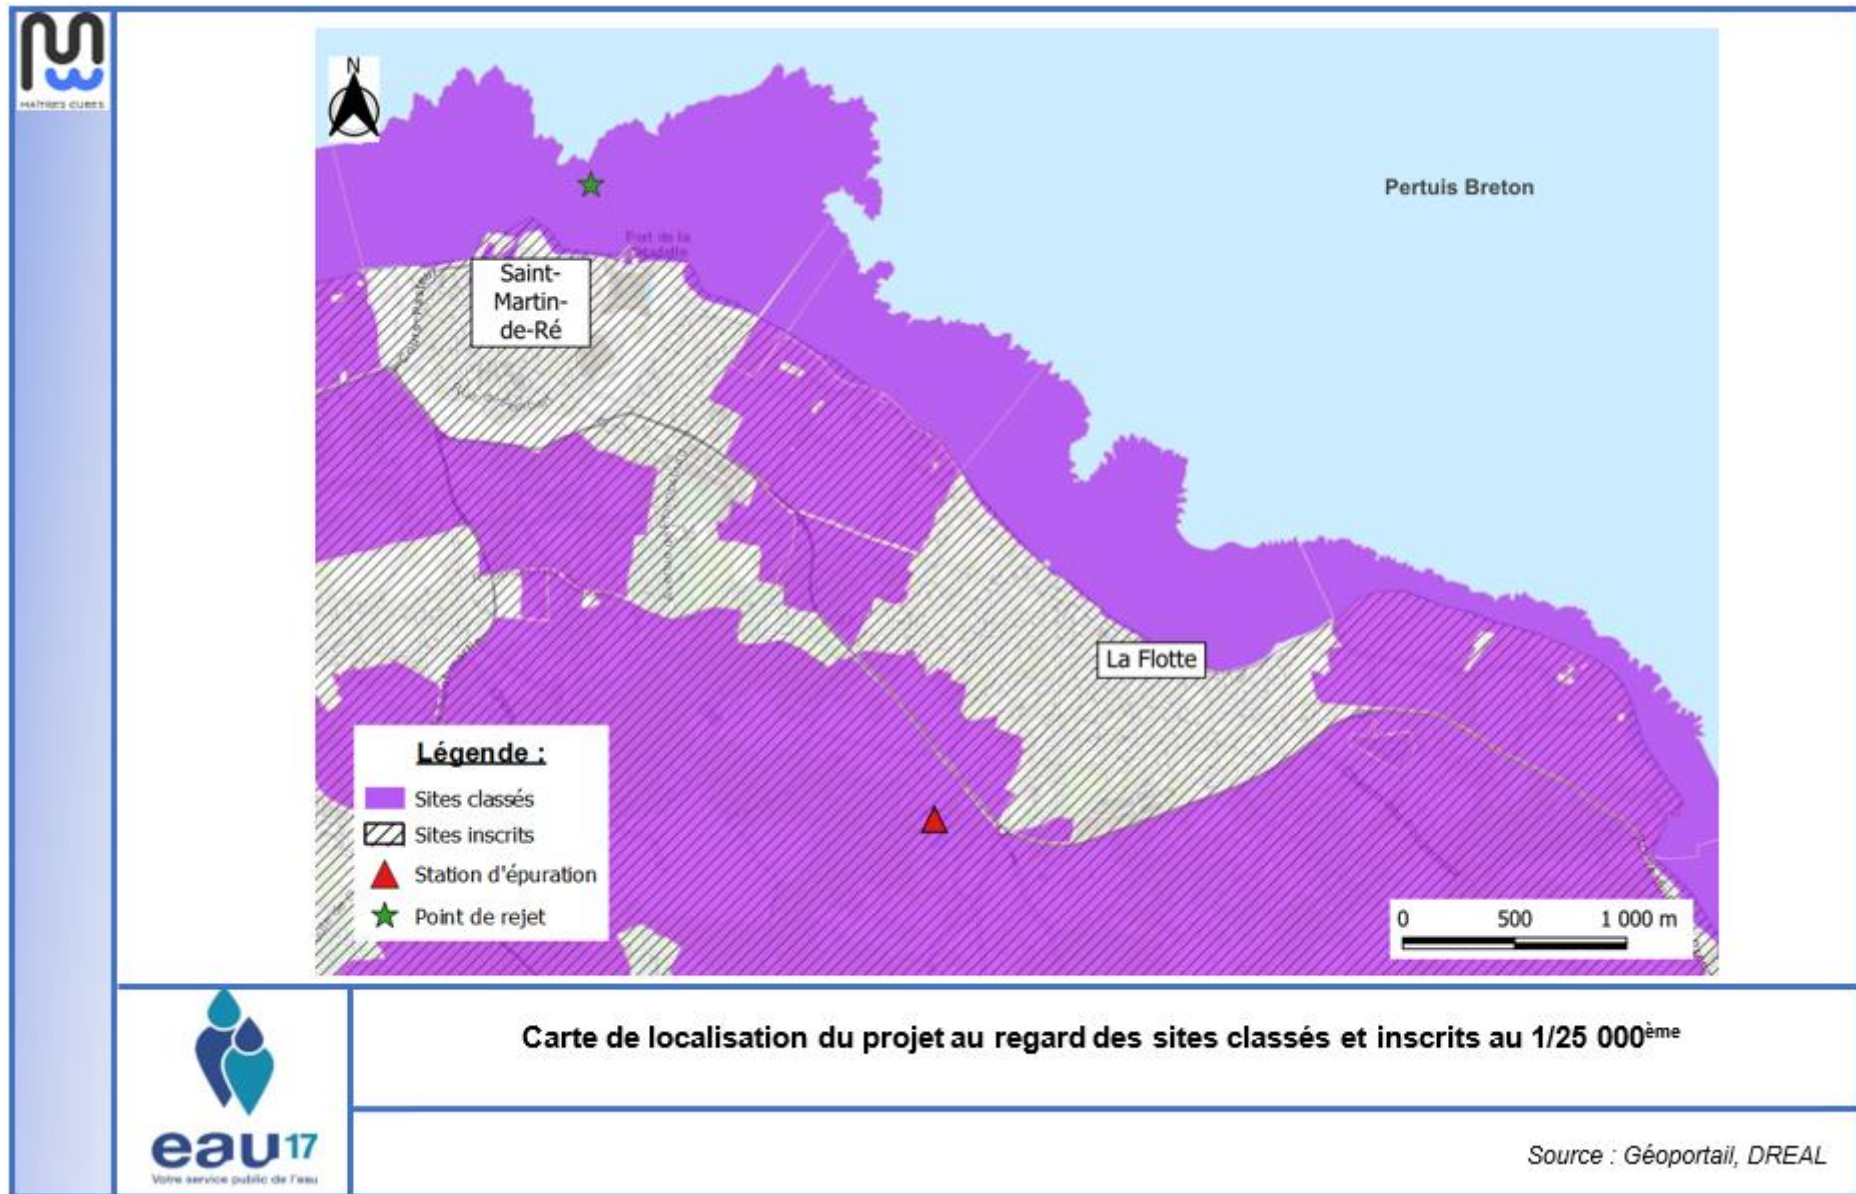 MAÎTRES CUBES
N
Pertuis Breton
Saint-
Martin-
de-Ré
La Flotte
Légende :
Sites classés
Sites inscrits
Station d'épuration
Point de rejet
0 500 1 000 m
Carte de localisation du projet au regard des sites classés et inscrits au 1/25 000ème
eau17
Votre service public de l'eau
Source : Géoportail, DREAL